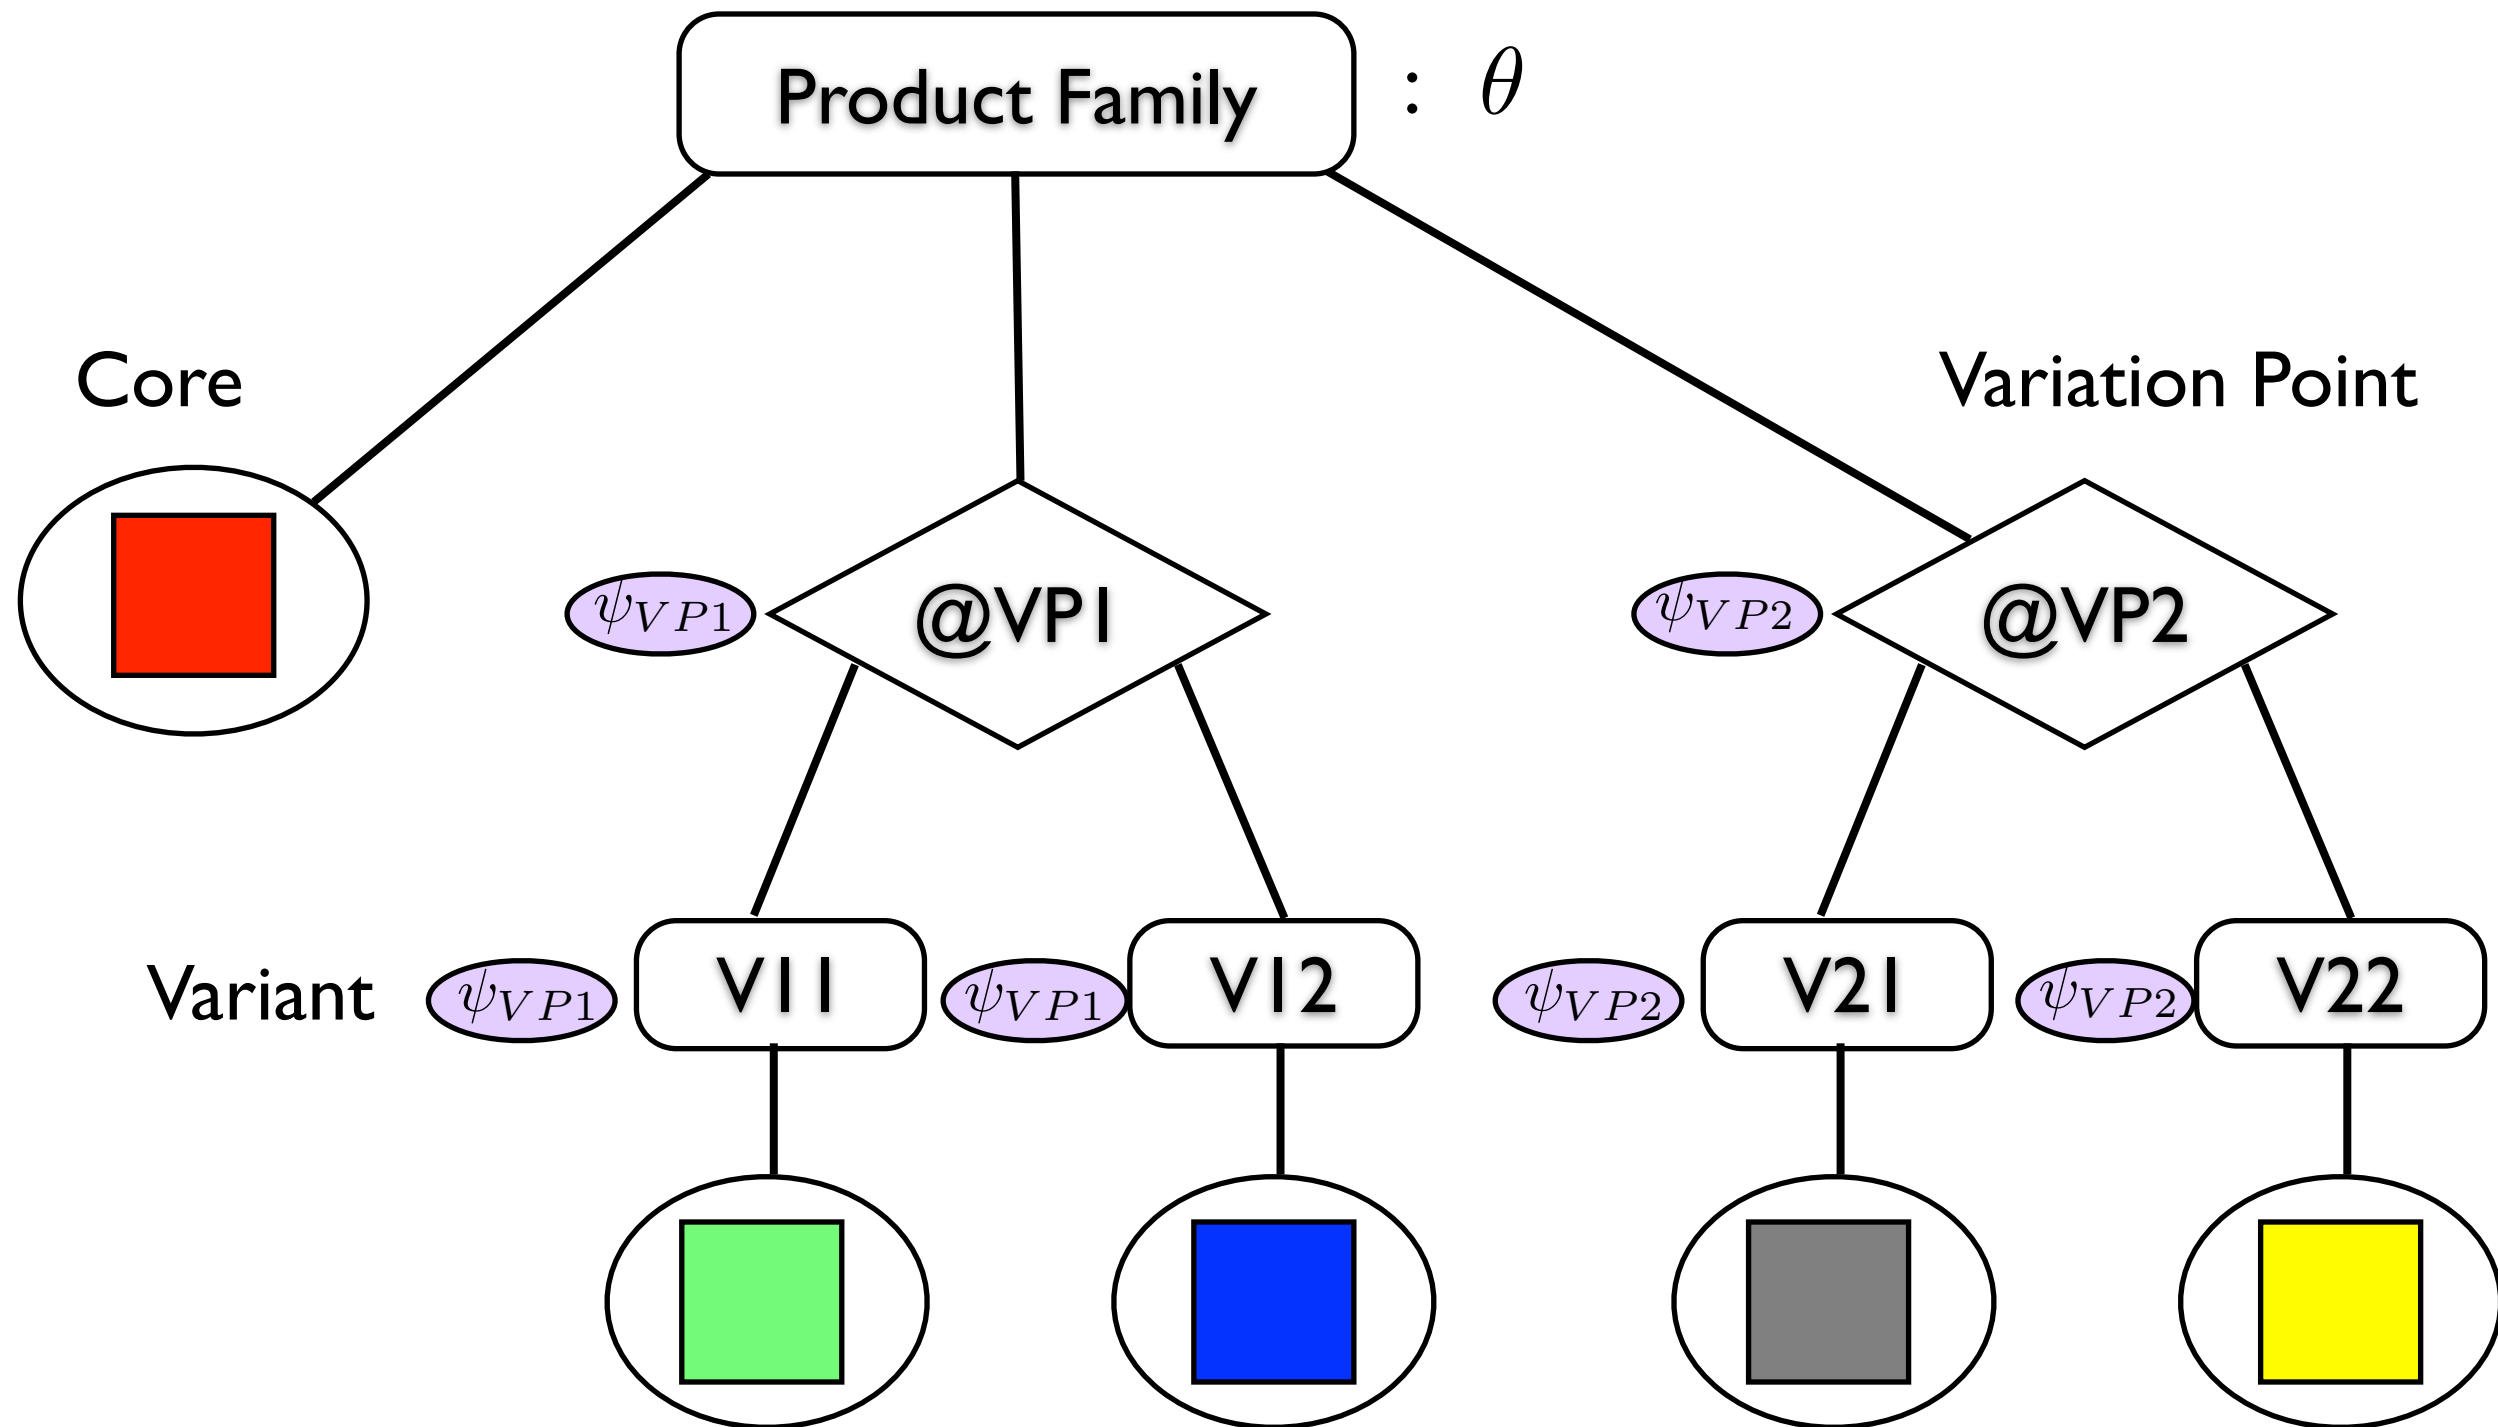 Product Family : θ
Core
Variation Point
ψVP1 @VP1
ψVP2 @VP2
Variant
ψVP1 V11
ψVP1 V12
ψVP2 V21
ψVP2 V22